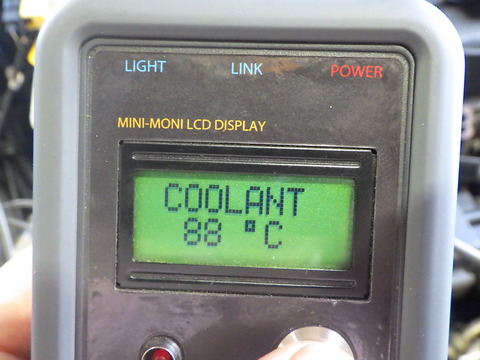 LIGHT LINK POWER
MINI-MONI LCD DISPLAY
COOLANT
88 °C